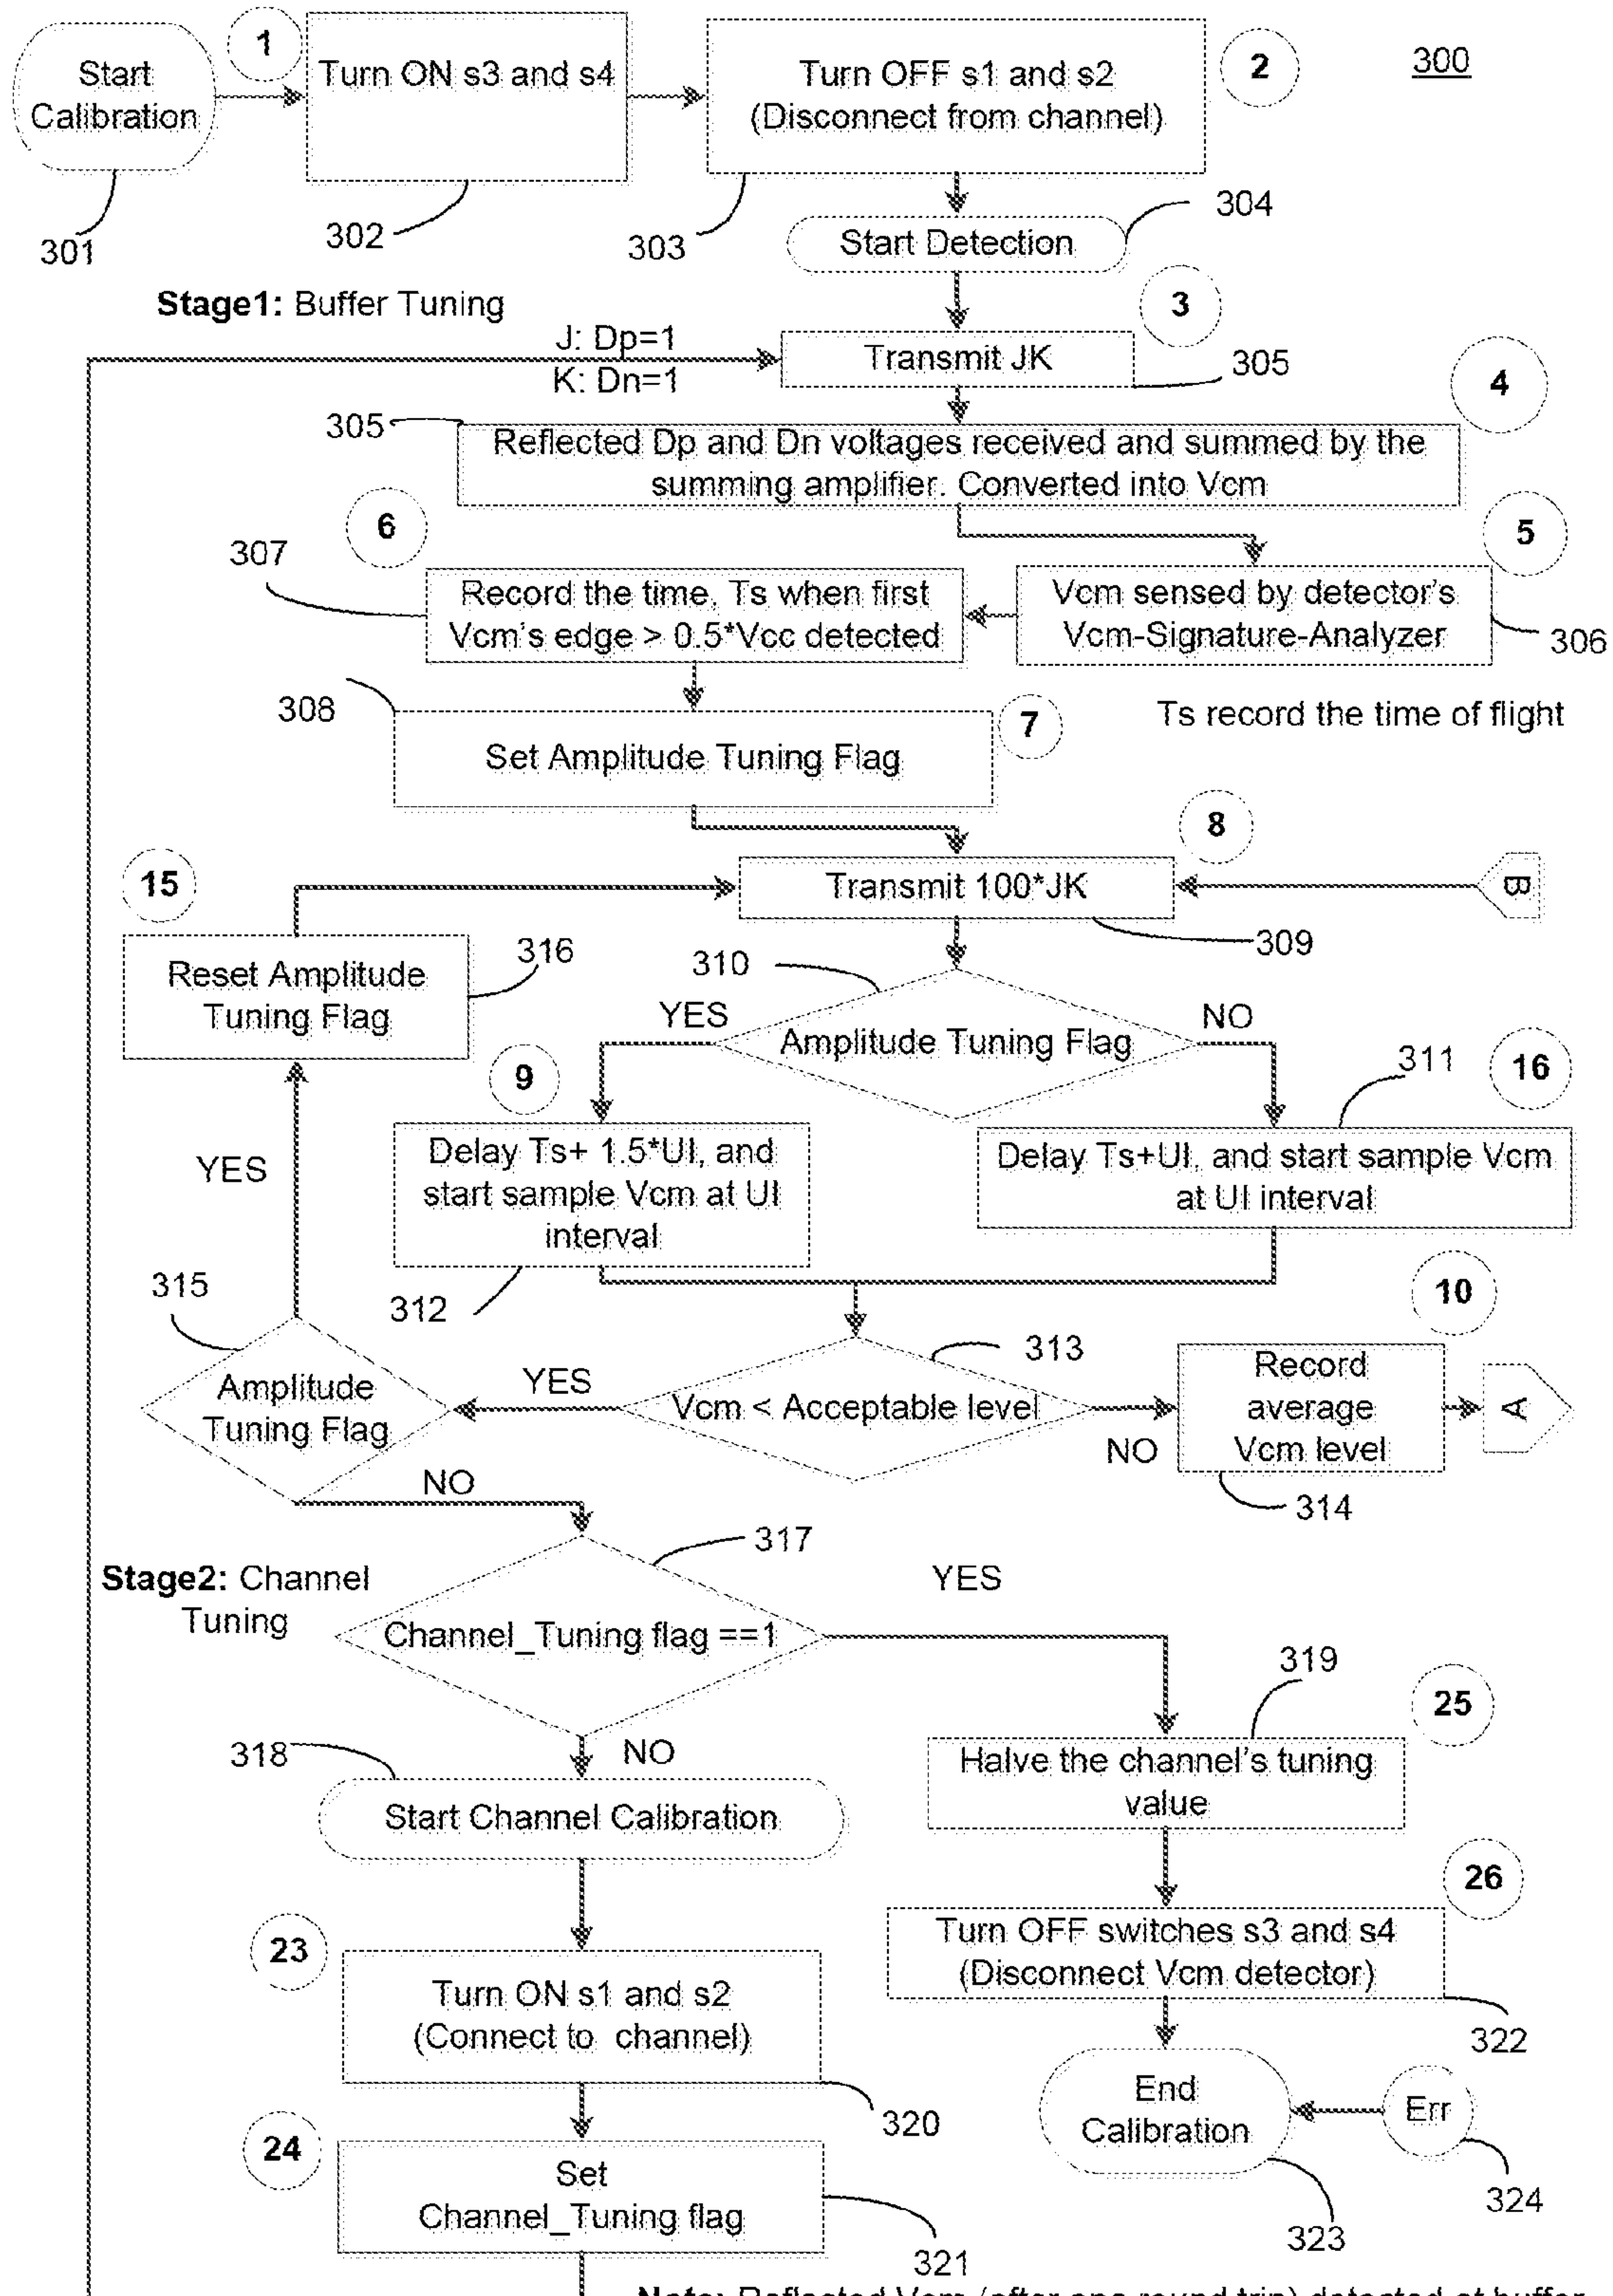 300
Start
Calibration
301
1
Turn ON s3 and s4
302
Turn OFF s1 and s2
(Disconnect from channel)
2
303
Start Detection
304
Stage1: Buffer Tuning
J: Dp=1
K: Dn=1
3
Transmit JK
305
4
305
Reflected Dp and Dn voltages received and summed by the
summing amplifier. Converted into Vcm
5
Vcm sensed by detector's
Vcm-Signature-Analyzer
306
6
307
Record the time, Ts when first
Vcm's edge > 0.5*Vcc detected
Ts record the time of flight
308
7
Set Amplitude Tuning Flag
8
Transmit 100*JK
309
B
15
Reset Amplitude
Tuning Flag
316
310
Amplitude Tuning Flag
YES
NO
9
Delay Ts+ 1.5*UI, and
start sample Vcm at UI
interval
312
311
16
Delay Ts+UI, and start sample Vcm
at UI interval
YES
315
Amplitude
Tuning Flag
YES
313
Vcm < Acceptable level
NO
10
Record
average
Vcm level
314
A
NO
Stage2: Channel
Tuning
317
Channel_Tuning flag ==1
YES
NO
318
Start Channel Calibration
319
25
Halve the channel's tuning
value
26
Turn OFF switches s3 and s4
(Disconnect Vcm detector)
322
23
Turn ON s1 and s2
(Connect to channel)
320
End
Calibration
323
Err
324
24
Set
Channel_Tuning flag
321
Note: Reflected Vcm (after one round trip) detected at buffer